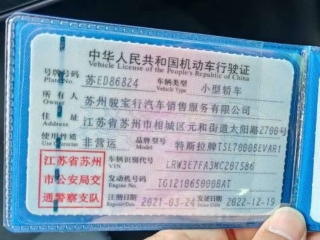 中华人民共和国机动车行驶证
Vehicle License of the People's Republic of China
号牌号码 苏ED86824 车辆类型 小型轿车
Plate No. Vehicle Type
所有人 苏州骏宝行汽车销售服务有限公司
Owner
住址 江苏省苏州市相城区元和街道太阳路2700号
Address
使用性质 非营运 品牌型号 特斯拉牌TSL7000BEVAR1
Use Character Model
江苏省苏州 车辆识别代号 LRW3E7FA3MC207586
市公安局交 VIN
通警察支队 发动机号码 TG121065000BAT
Engine No.
注册日期 2021-03-24 发证日期 2022-12-19
Register Date Issue Date